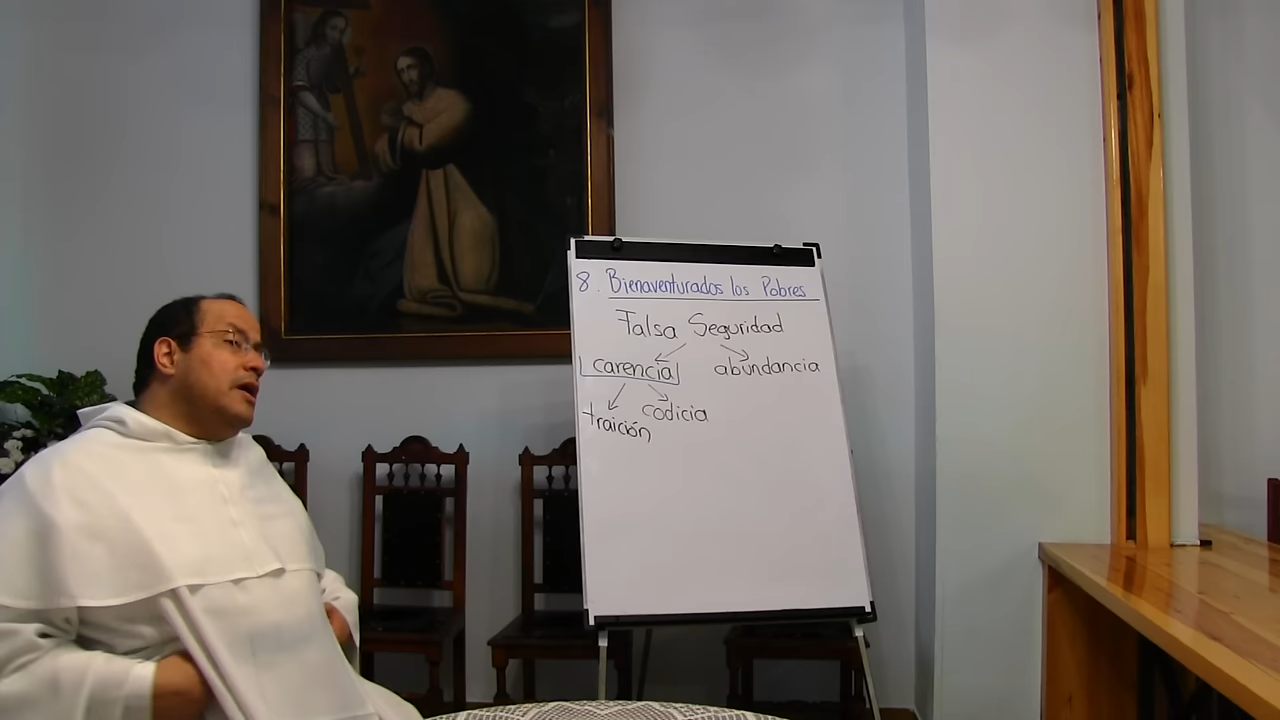 8. Bienaventurados los Pobres
Falsa Seguridad
carencia abundancia
traición codicia